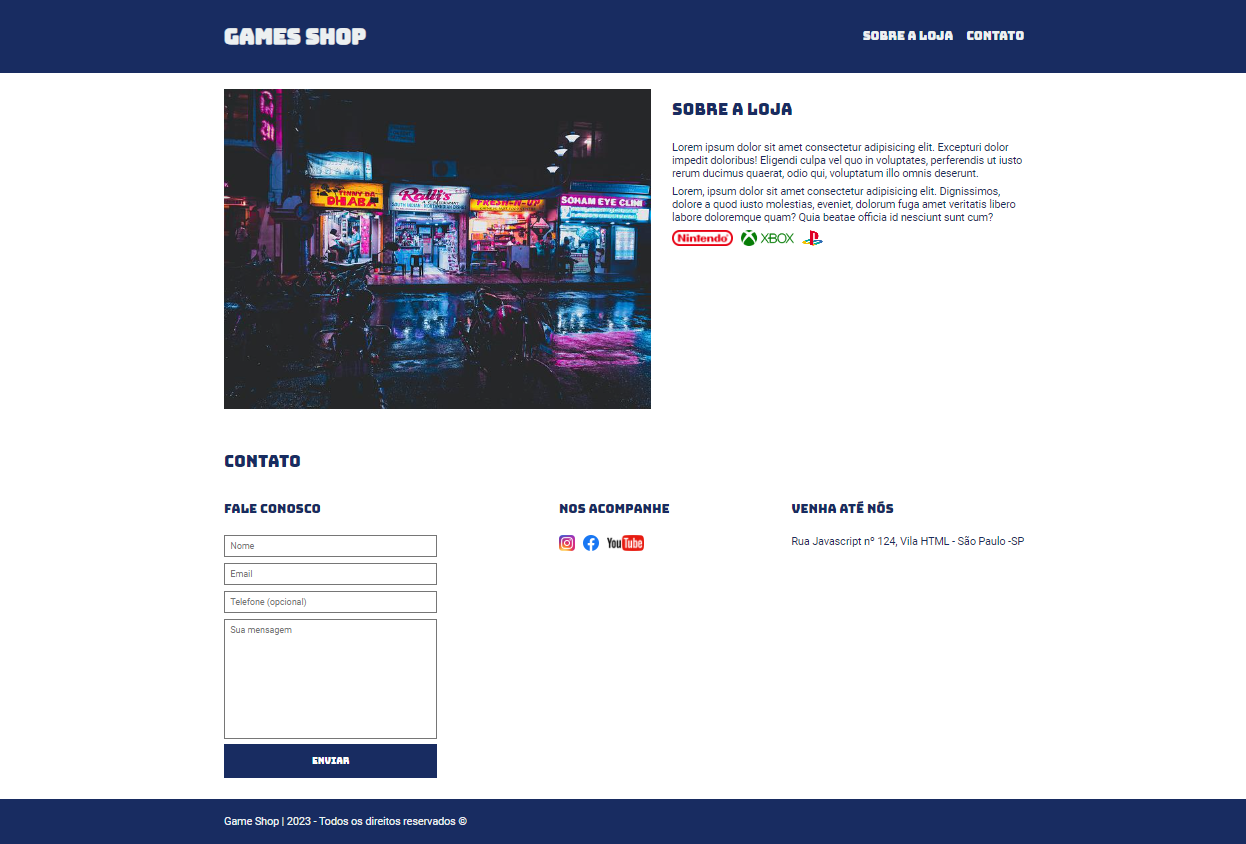 GAMES SHOP
SOBRE A LOJA CONTATO
TINNY DA
DHABA
Ralli's
SOUTH INDIAN
FRESH-N-UP
SOHAM EYE CLINI
SOBRE A LOJA
Lorem ipsum dolor sit amet consectetur adipisicing elit. Excepturi dolor
impedit doloribus! Eligendi culpa vel quo in voluptates, perferendis ut iusto
rerum ducimus quaerat, odio qui, voluptatum illo omnis deserunt.
Lorem, ipsum dolor sit amet consectetur adipisicing elit. Dignissimos,
dolore a quod iusto molestias, eveniet, dolorum fuga amet veritatis libero
labore doloremque quam? Quia beatae officia id nesciunt sunt cum?
Nintendo XBOX
CONTATO
FALE CONOSCO
Nome
Email
Telefone (opcional)
Sua mensagem
ENVIAR
NOS ACOMPANHE
YouTube
VENHA ATÉ NÓS
Rua Javascript nº 124, Vila HTML - São Paulo -SP
Game Shop | 2023 - Todos os direitos reservados ©